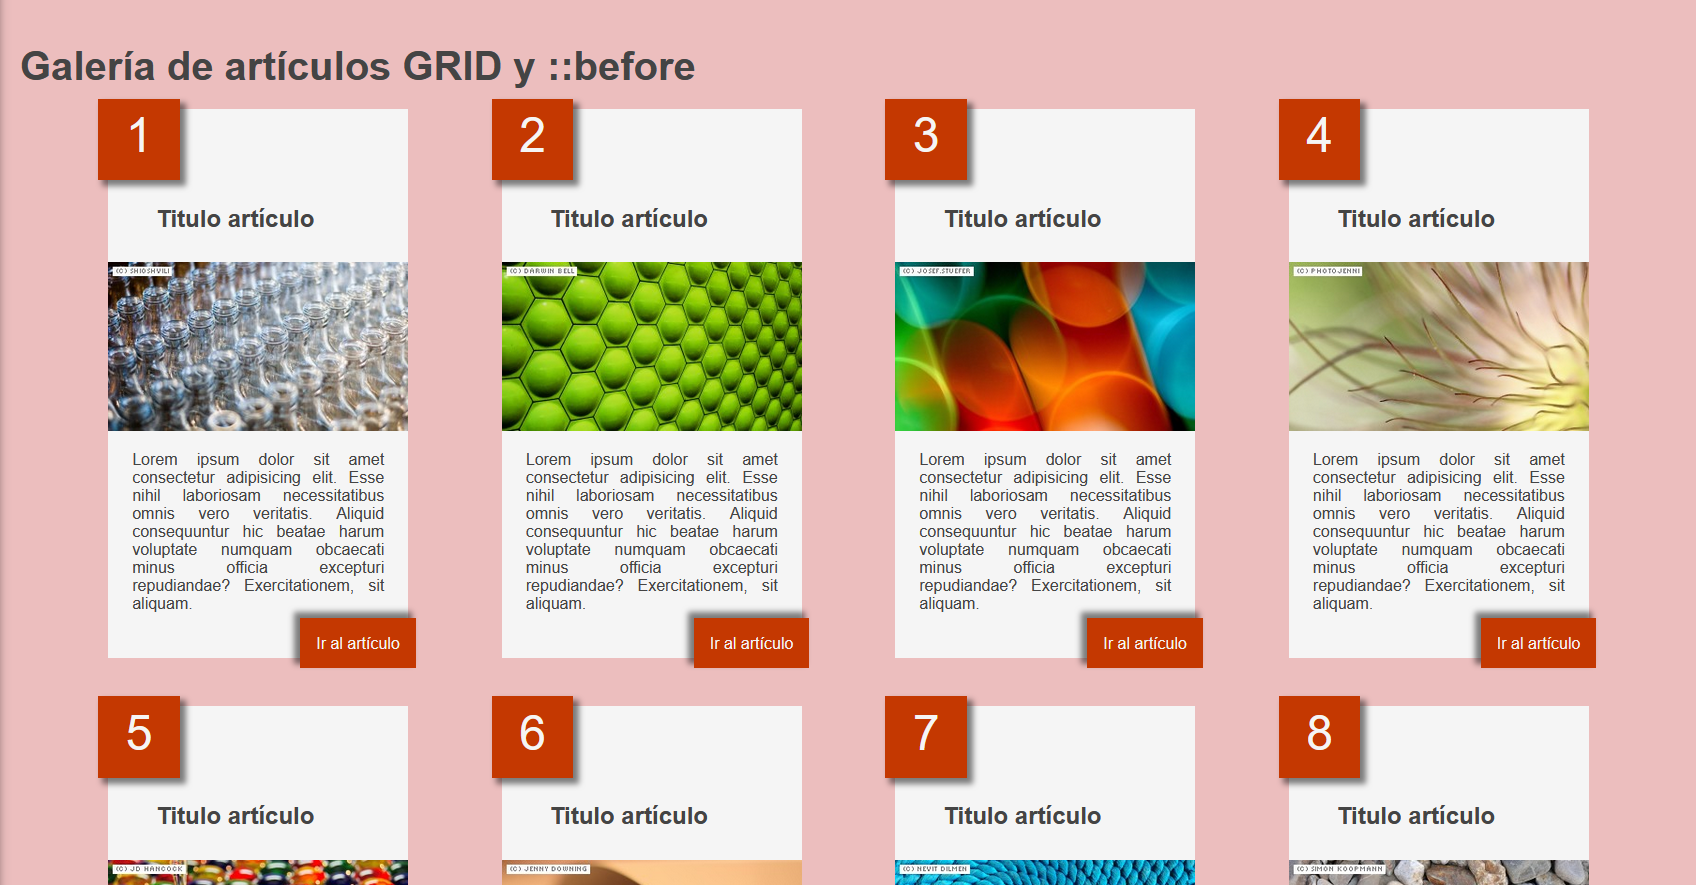 Galería de artículos GRID y ::before
1
Titulo artículo
(C) SHIOSHVILI
Lorem ipsum dolor sit amet
consectetur adipisicing elit. Esse
nihil laboriosam necessitatibus
omnis vero veritatis. Aliquid
consequuntur hic beatae harum
voluptate numquam obcaecati
minus officia excepturi
repudiandae? Exercitationem, sit
aliquam.
Ir al artículo
2
Titulo artículo
(C) DARWIN BELL
Lorem ipsum dolor sit amet
consectetur adipisicing elit. Esse
nihil laboriosam necessitatibus
omnis vero veritatis. Aliquid
consequuntur hic beatae harum
voluptate numquam obcaecati
minus officia excepturi
repudiandae? Exercitationem, sit
aliquam.
Ir al artículo
3
Titulo artículo
(C) JOSEF.STUEFER
Lorem ipsum dolor sit amet
consectetur adipisicing elit. Esse
nihil laboriosam necessitatibus
omnis vero veritatis. Aliquid
consequuntur hic beatae harum
voluptate numquam obcaecati
minus officia excepturi
repudiandae? Exercitationem, sit
aliquam.
Ir al artículo
4
Titulo artículo
(C) PHOTOJENNI
Lorem ipsum dolor sit amet
consectetur adipisicing elit. Esse
nihil laboriosam necessitatibus
omnis vero veritatis. Aliquid
consequuntur hic beatae harum
voluptate numquam obcaecati
minus officia excepturi
repudiandae? Exercitationem, sit
aliquam.
Ir al artículo
5
Titulo artículo
(C) JD HANCOCK
6
Titulo artículo
(C) JENNY DOWNING
7
Titulo artículo
(C) NEVIT DILMEN
8
Titulo artículo
(C) SIMON KOOPMANN